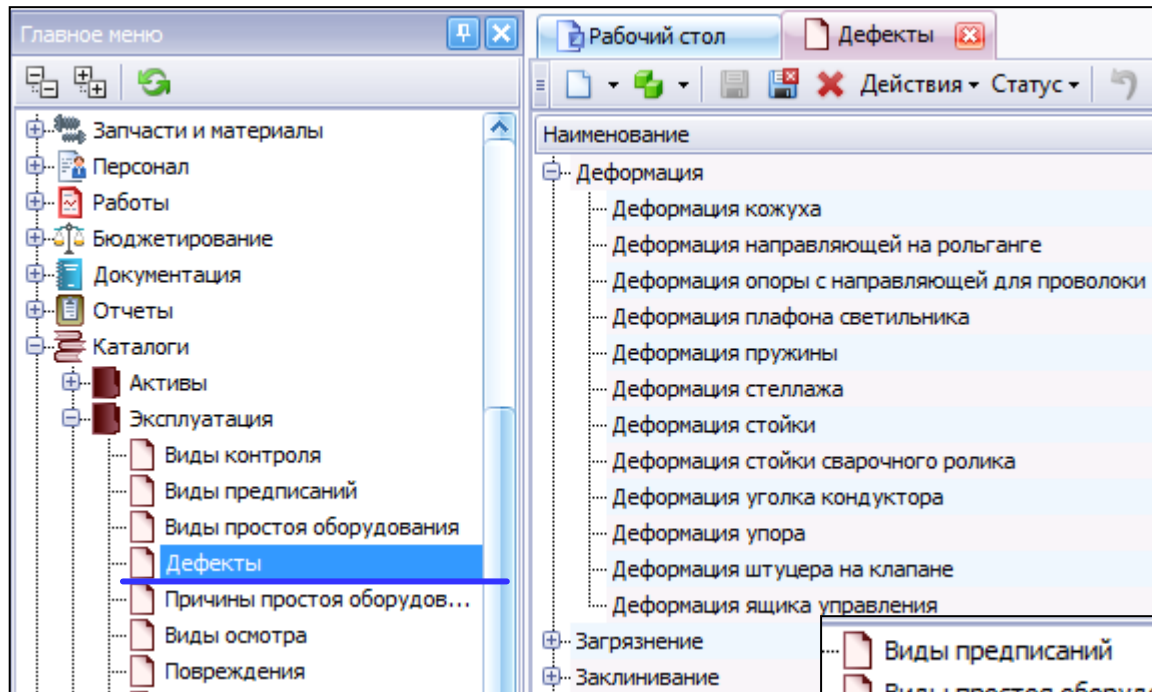 Главное меню
Запчасти и материалы
Персонал
Работы
Бюджетирование
Документация
Отчеты
Каталоги
Активы
Эксплуатация
Виды контроля
Виды предписаний
Виды простоя оборудования
Дефекты
Причины простоя оборудов...
Виды осмотра
Повреждения
Рабочий стол
Дефекты
Действия
Статус
Наименование
Деформация
Деформация кожуха
Деформация направляющей на рольганге
Деформация опоры с направляющей для проволоки
Деформация плафона светильника
Деформация пружины
Деформация стеллажа
Деформация стойки
Деформация стойки сварочного ролика
Деформация уголка кондуктора
Деформация упора
Деформация штуцера на клапане
Деформация ящика управления
Загрязнение
Заклинивание
Виды предписаний